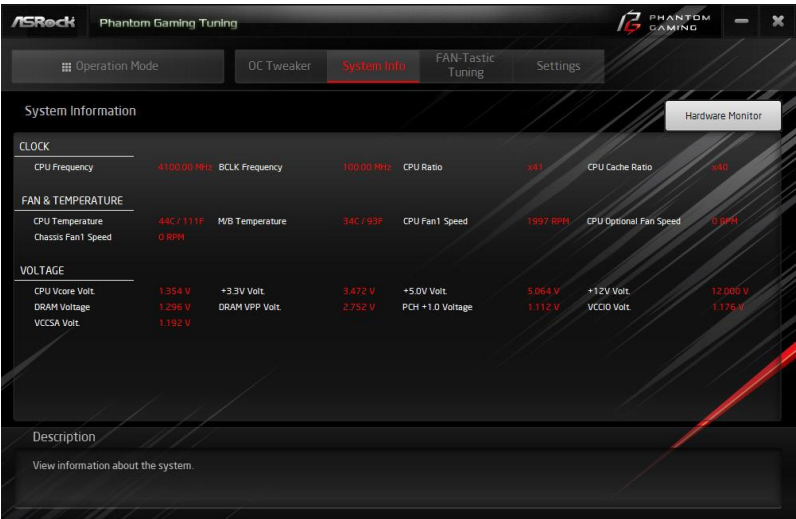 ASRock Phantom Gaming Tuning PHANTOM GAMING
Operation Mode OC Tweaker System Info FAN-Tastic Tuning Settings
System Information
Hardware Monitor
CLOCK
CPU Frequency 4100.00 MHz BCLK Frequency 100.00 MHz CPU Ratio x41 CPU Cache Ratio x40
FAN & TEMPERATURE
CPU Temperature 44C / 111F M/B Temperature 34C / 93F CPU Fan1 Speed 1997 RPM CPU Optional Fan Speed 0 RPM
Chassis Fan1 Speed 0 RPM
VOLTAGE
CPU Vcore Volt. 1.354 V +3.3V Volt. 3.472 V +5.0V Volt. 5.064 V +12V Volt. 12.000 V
DRAM Voltage 1.296 V DRAM VPP Volt. 2.752 V PCH +1.0 Voltage 1.112 V VCCIO Volt. 1.176 V
VCCSA Volt. 1.192 V
Description
View information about the system.